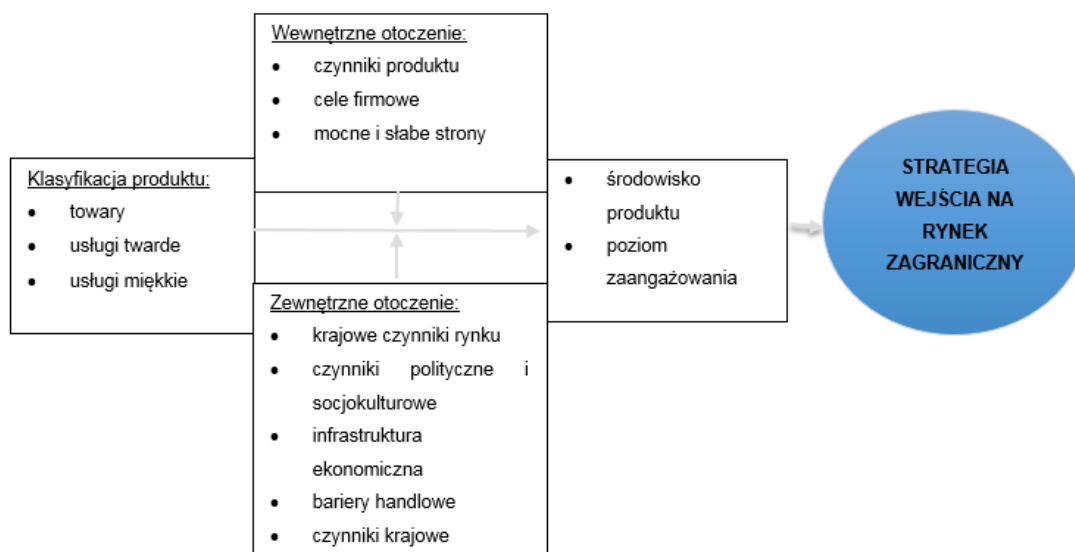 Wewnętrzne otoczenie:
• czynniki produktu
• cele firmowe
• mocne i słabe strony
Klasyfikacja produktu:
• towary
• usługi twarde
• usługi miękkie
• środowisko
produktu
• poziom
zaangażowania
STRATEGIA
WEJŚCIA NA
RYNEK
ZAGRANICZNY
Zewnętrzne otoczenie:
• krajowe czynniki rynku
• czynniki polityczne i
socjokulturowe
• infrastruktura
ekonomiczna
• bariery handlowe
• czynniki krajowe